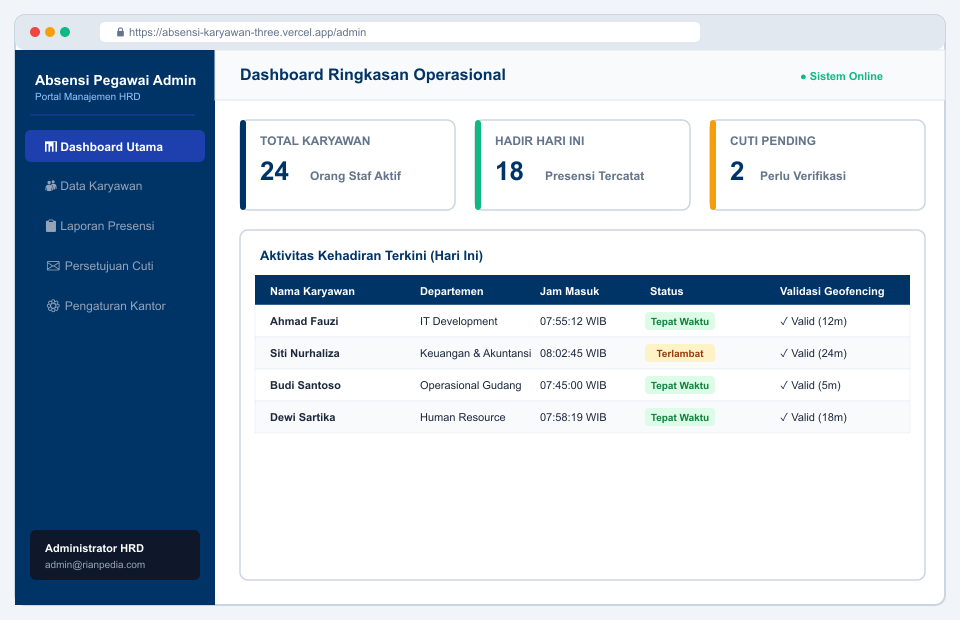 https://absensi-karyawan-three.vercel.app/admin
Absensi Pegawai Admin
Portal Manajemen HRD
Dashboard Utama
Data Karyawan
Laporan Presensi
Persetujuan Cuti
Pengaturan Kantor
Administrator HRD
admin@rianpedia.com
Dashboard Ringkasan Operasional
● Sistem Online
TOTAL KARYAWAN
24 Orang Staf Aktif
HADIR HARI INI
18 Presensi Tercatat
CUTI PENDING
2 Perlu Verifikasi
Aktivitas Kehadiran Terkini (Hari Ini)
Nama Karyawan Departemen Jam Masuk Status Validasi Geofencing
Ahmad Fauzi IT Development 07:55:12 WIB Tepat Waktu ✓ Valid (12m)
Siti Nurhaliza Keuangan & Akuntansi 08:02:45 WIB Terlambat ✓ Valid (24m)
Budi Santoso Operasional Gudang 07:45:00 WIB Tepat Waktu ✓ Valid (5m)
Dewi Sartika Human Resource 07:58:19 WIB Tepat Waktu ✓ Valid (18m)